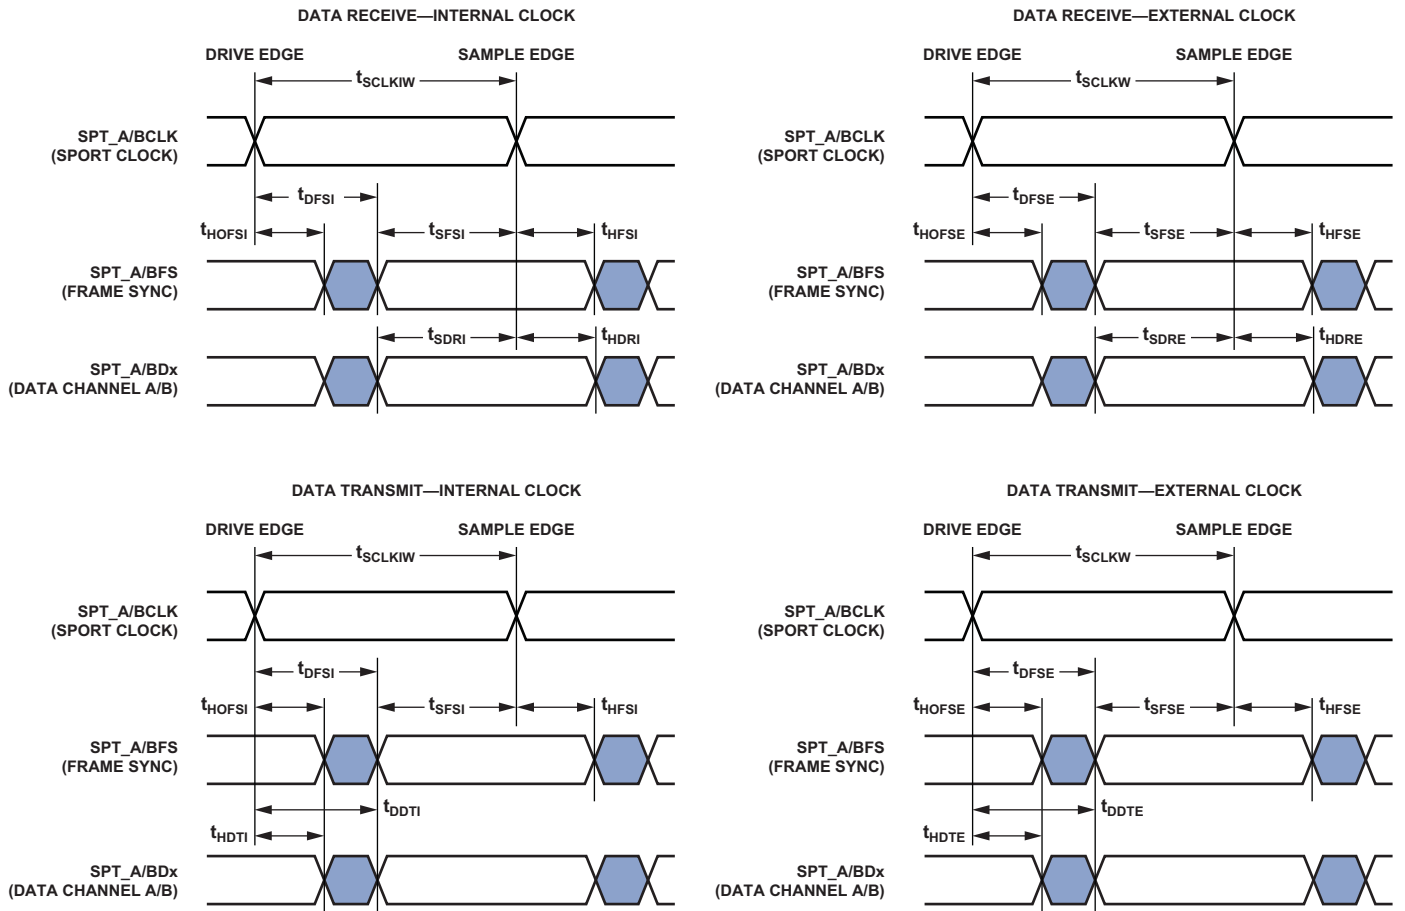 DATA RECEIVE—INTERNAL CLOCK
DRIVE EDGE
SAMPLE EDGE
tSCLKIW
SPT_A/BCLK
(SPORT CLOCK)
tDFSI
tHOFSI
tSFSI
tHFSI
SPT_A/BFS
(FRAME SYNC)
tSDRI
tHDRI
SPT_A/BDx
(DATA CHANNEL A/B)
DATA RECEIVE—EXTERNAL CLOCK
DRIVE EDGE
SAMPLE EDGE
tSCLKW
SPT_A/BCLK
(SPORT CLOCK)
tDFSE
tHOFSE
tSFSE
tHFSE
SPT_A/BFS
(FRAME SYNC)
tSDRE
tHDRE
SPT_A/BDx
(DATA CHANNEL A/B)
DATA TRANSMIT—INTERNAL CLOCK
DRIVE EDGE
SAMPLE EDGE
tSCLKIW
SPT_A/BCLK
(SPORT CLOCK)
tDFSI
tHOFSI
tSFSI
tHFSI
SPT_A/BFS
(FRAME SYNC)
tDDTI
tHDTI
SPT_A/BDx
(DATA CHANNEL A/B)
DATA TRANSMIT—EXTERNAL CLOCK
DRIVE EDGE
SAMPLE EDGE
tSCLKW
SPT_A/BCLK
(SPORT CLOCK)
tDFSE
tHOFSE
tSFSE
tHFSE
SPT_A/BFS
(FRAME SYNC)
tDDTE
tHDTE
SPT_A/BDx
(DATA CHANNEL A/B)